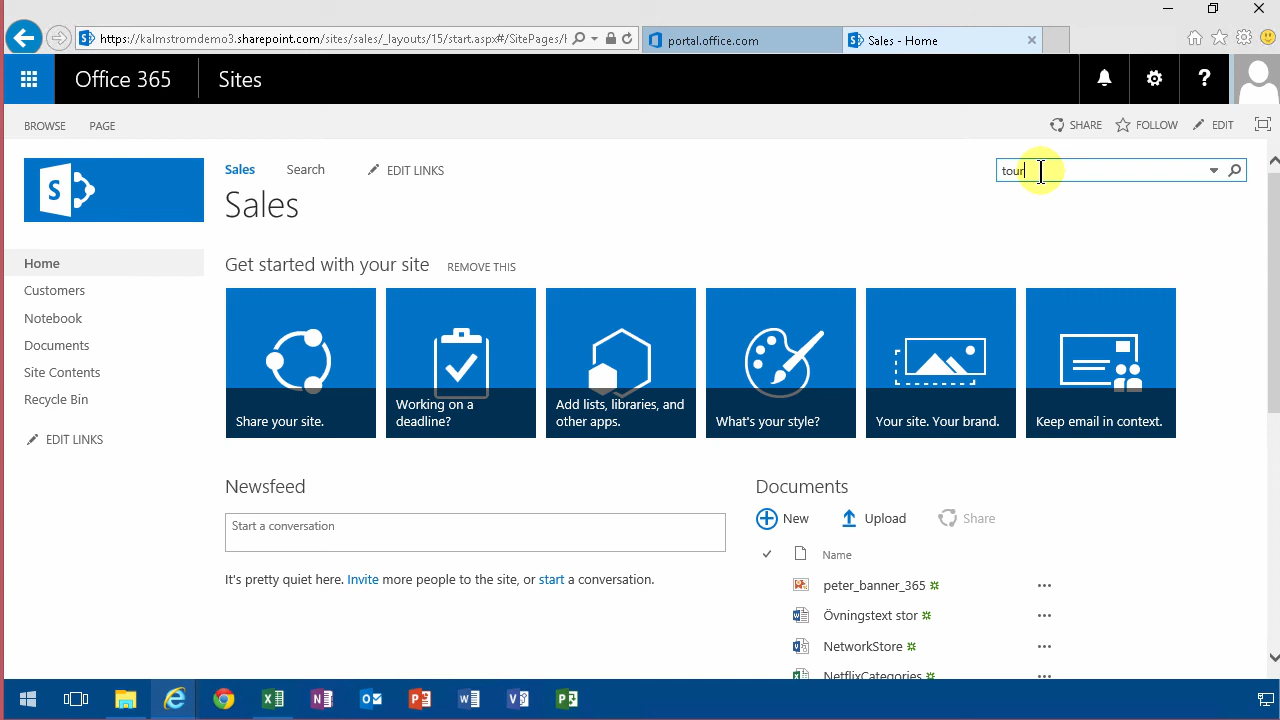 https://kalmstromdemo3.sharepoint.com/sites/sales/_layouts/15/start.aspx#/SitePages/
portal.office.com
Sales - Home
Office 365
Sites
?
BROWSE
PAGE
SHARE
FOLLOW
EDIT
S
Sales
Search
EDIT LINKS
tour
Sales
Home
Customers
Notebook
Documents
Site Contents
Recycle Bin
EDIT LINKS
Get started with your site
REMOVE THIS
Share your site.
Working on a
deadline?
Add lists, libraries, and
other apps.
What's your style?
Your site. Your brand.
Keep email in context.
Newsfeed
Start a conversation
It's pretty quiet here. Invite more people to the site, or start a conversation.
Documents
New
Upload
Share
Name
peter_banner_365
Övningstext stor
NetworkStore
NetflixCategories